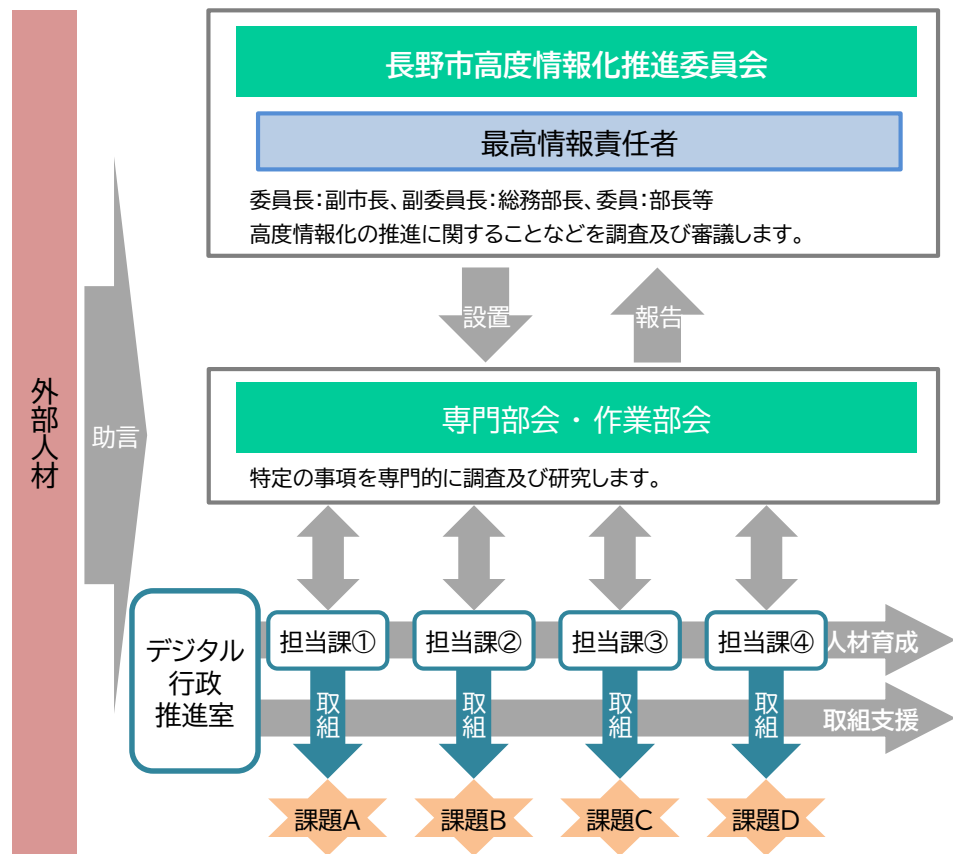 長野市高度情報化推進委員会
最高情報責任者
委員長：副市長、副委員長：総務部長、委員：部長等
高度情報化の推進に関することなどを調査及び審議します。
設置
報告
外部人材
助言
専門部会 ・ 作業部会
特定の事項を専門的に調査及び研究します。
デジタル
行政
推進室
担当課①
担当課②
担当課③
担当課④
人材育成
取組
取組
取組
取組
取組支援
課題A
課題B
課題C
課題D